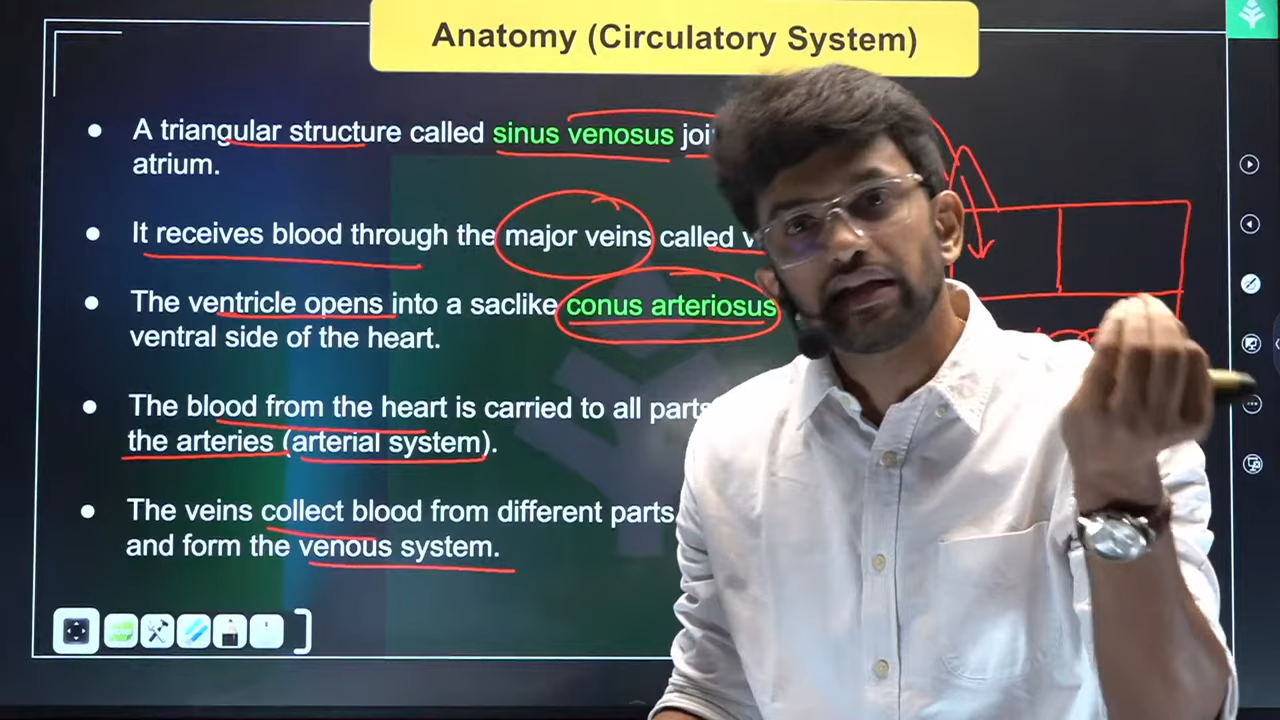 Anatomy (Circulatory System)
A triangular structure called sinus venosus
atrium.
It receives blood through the major veins called
The ventricle opens into a saclike conus arteriosus
ventral side of the heart.
The blood from the heart is carried to all parts
the arteries (arterial system).
The veins collect blood from different parts
and form the venous system.